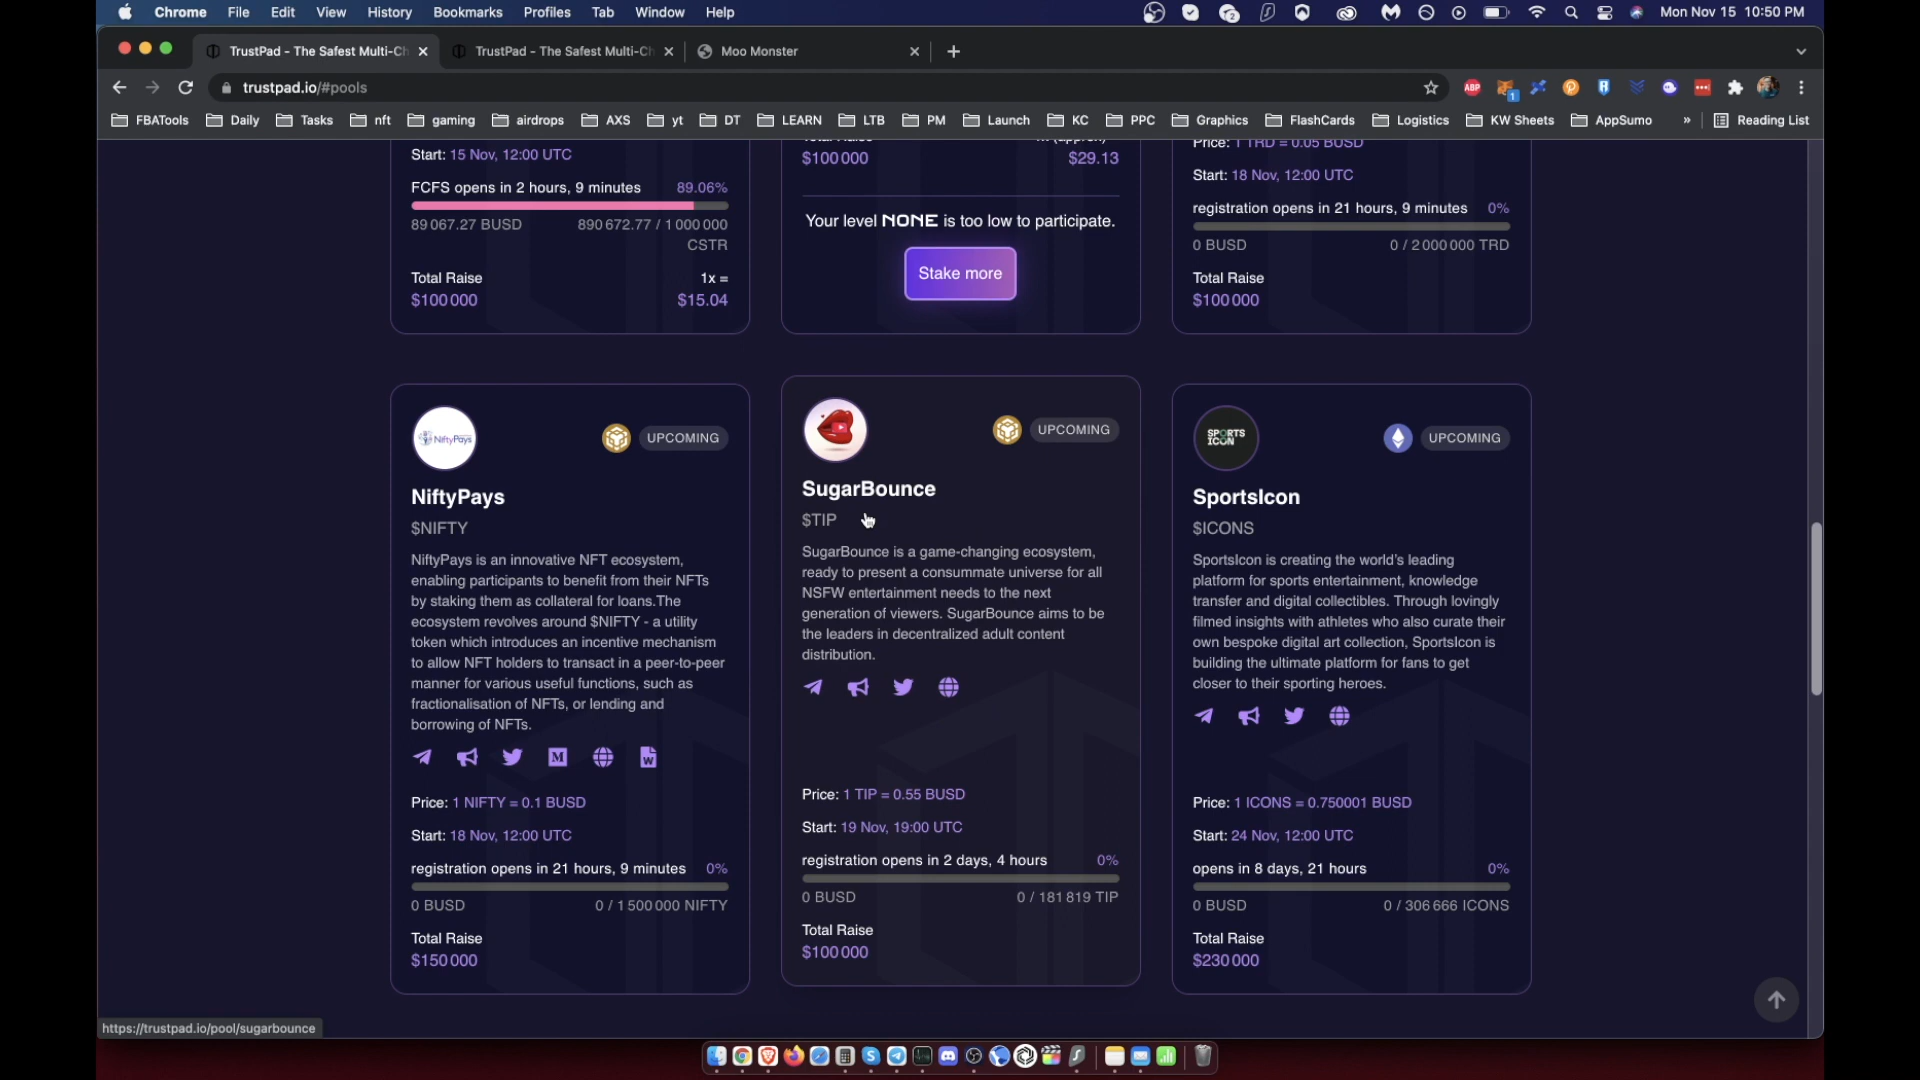 Chrome File Edit View History Bookmarks Profiles Tab Window Help
2
Mon Nov 15 10:50 PM
TrustPad - The Safest Multi-Ch
TrustPad - The Safest Multi-Ch
Moo Monster
trustpad.io/#pools
ABP
1
FBATools Daily Tasks nft gaming airdrops AXS yt DT LEARN LTB PM Launch KC PPC Graphics FlashCards Logistics KW Sheets AppSumo » Reading List
Start: 15 Nov, 12:00 UTC
FCFS opens in 2 hours, 9 minutes 89.06%
89 067.27 BUSD 890 672.77 / 1 000 000
CSTR
Total Raise 1x =
$100 000 $15.04
$100 000 $29.13
Your level NONE is too low to participate.
Stake more
Price: 1 TRD = 0.05 BUSD
Start: 18 Nov, 12:00 UTC
registration opens in 21 hours, 9 minutes 0%
0 BUSD 0 / 2 000 000 TRD
Total Raise
$100 000
NiftyPays
UPCOMING
NiftyPays
$NIFTY
NiftyPays is an innovative NFT ecosystem,
enabling participants to benefit from their NFTs
by staking them as collateral for loans.The
ecosystem revolves around $NIFTY - a utility
token which introduces an incentive mechanism
to allow NFT holders to transact in a peer-to-peer
manner for various useful functions, such as
fractionalisation of NFTs, or lending and
borrowing of NFTs.
Price: 1 NIFTY = 0.1 BUSD
Start: 18 Nov, 12:00 UTC
registration opens in 21 hours, 9 minutes 0%
0 BUSD 0 / 1 500 000 NIFTY
Total Raise
$150 000
UPCOMING
SugarBounce
$TIP
SugarBounce is a game-changing ecosystem,
ready to present a consummate universe for all
NSFW entertainment needs to the next
generation of viewers. SugarBounce aims to be
the leaders in decentralized adult content
distribution.
Price: 1 TIP = 0.55 BUSD
Start: 19 Nov, 19:00 UTC
registration opens in 2 days, 4 hours 0%
0 BUSD 0 / 181 819 TIP
Total Raise
$100 000
SPORTS
ICON
UPCOMING
SportsIcon
$ICONS
SportsIcon is creating the world's leading
platform for sports entertainment, knowledge
transfer and digital collectibles. Through lovingly
filmed insights with athletes who also curate their
own bespoke digital art collection, SportsIcon is
building the ultimate platform for fans to get
closer to their sporting heroes.
Price: 1 ICONS = 0.750001 BUSD
Start: 24 Nov, 12:00 UTC
opens in 8 days, 21 hours 0%
0 BUSD 0 / 306 666 ICONS
Total Raise
$230 000
https://trustpad.io/pool/sugarbounce